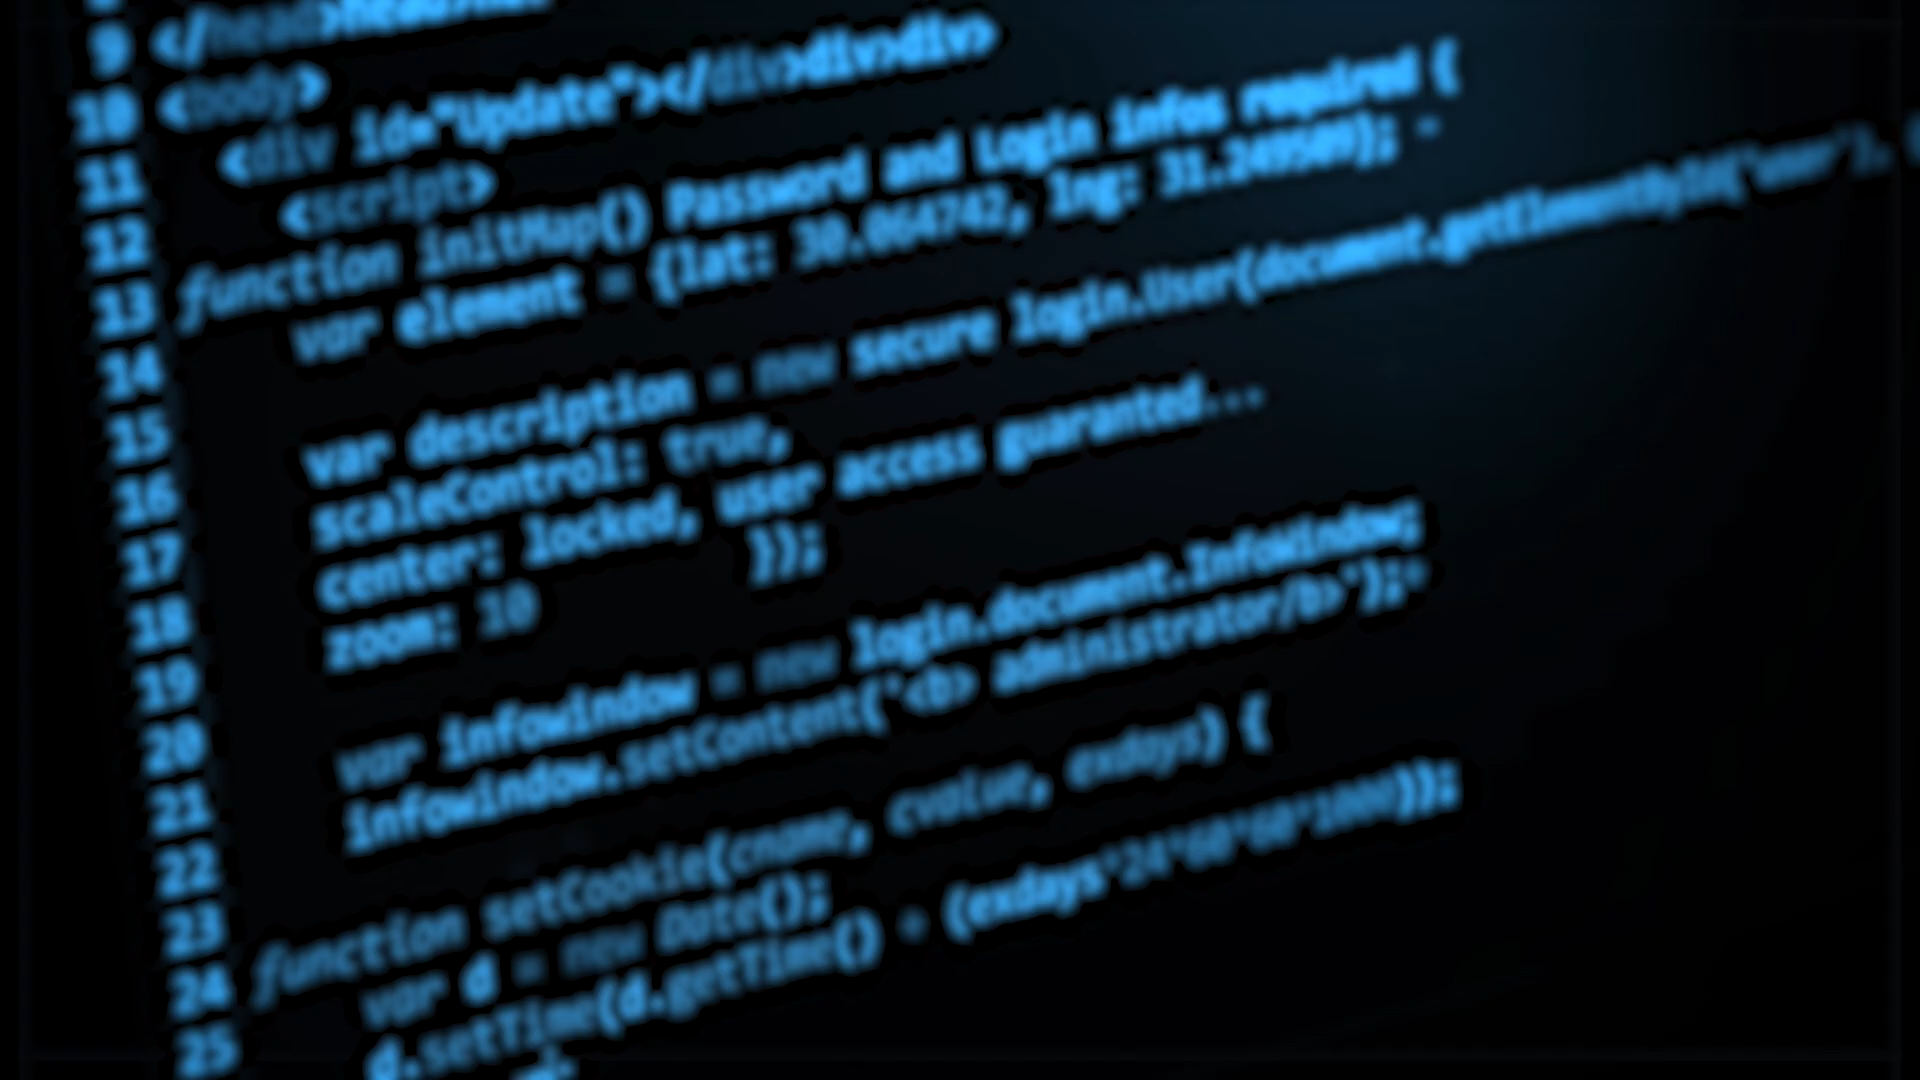 9 </head>head>
10 <body>
11 <div id="Update"></div>div>div>
12 <script>
13 function initMap() Password and Login infos required {
14 var element = {lat: 30.064742, lng: 31.249509};
15
16 var description = new secure login.User(document.getElementById('user'),
17 scaleControl: true,
18 center: locked, user access guaranted...
19 zoom: 10 });
20
21 var infowindow = new login.document.InfoWindow;
22 infowindow.setContent('<b> administrator/b>');
23
24 function setCookie(cname, cvalue, exdays) {
25 var d = new Date();
d.setTime(d.getTime() + (exdays*24*60*60*1000));